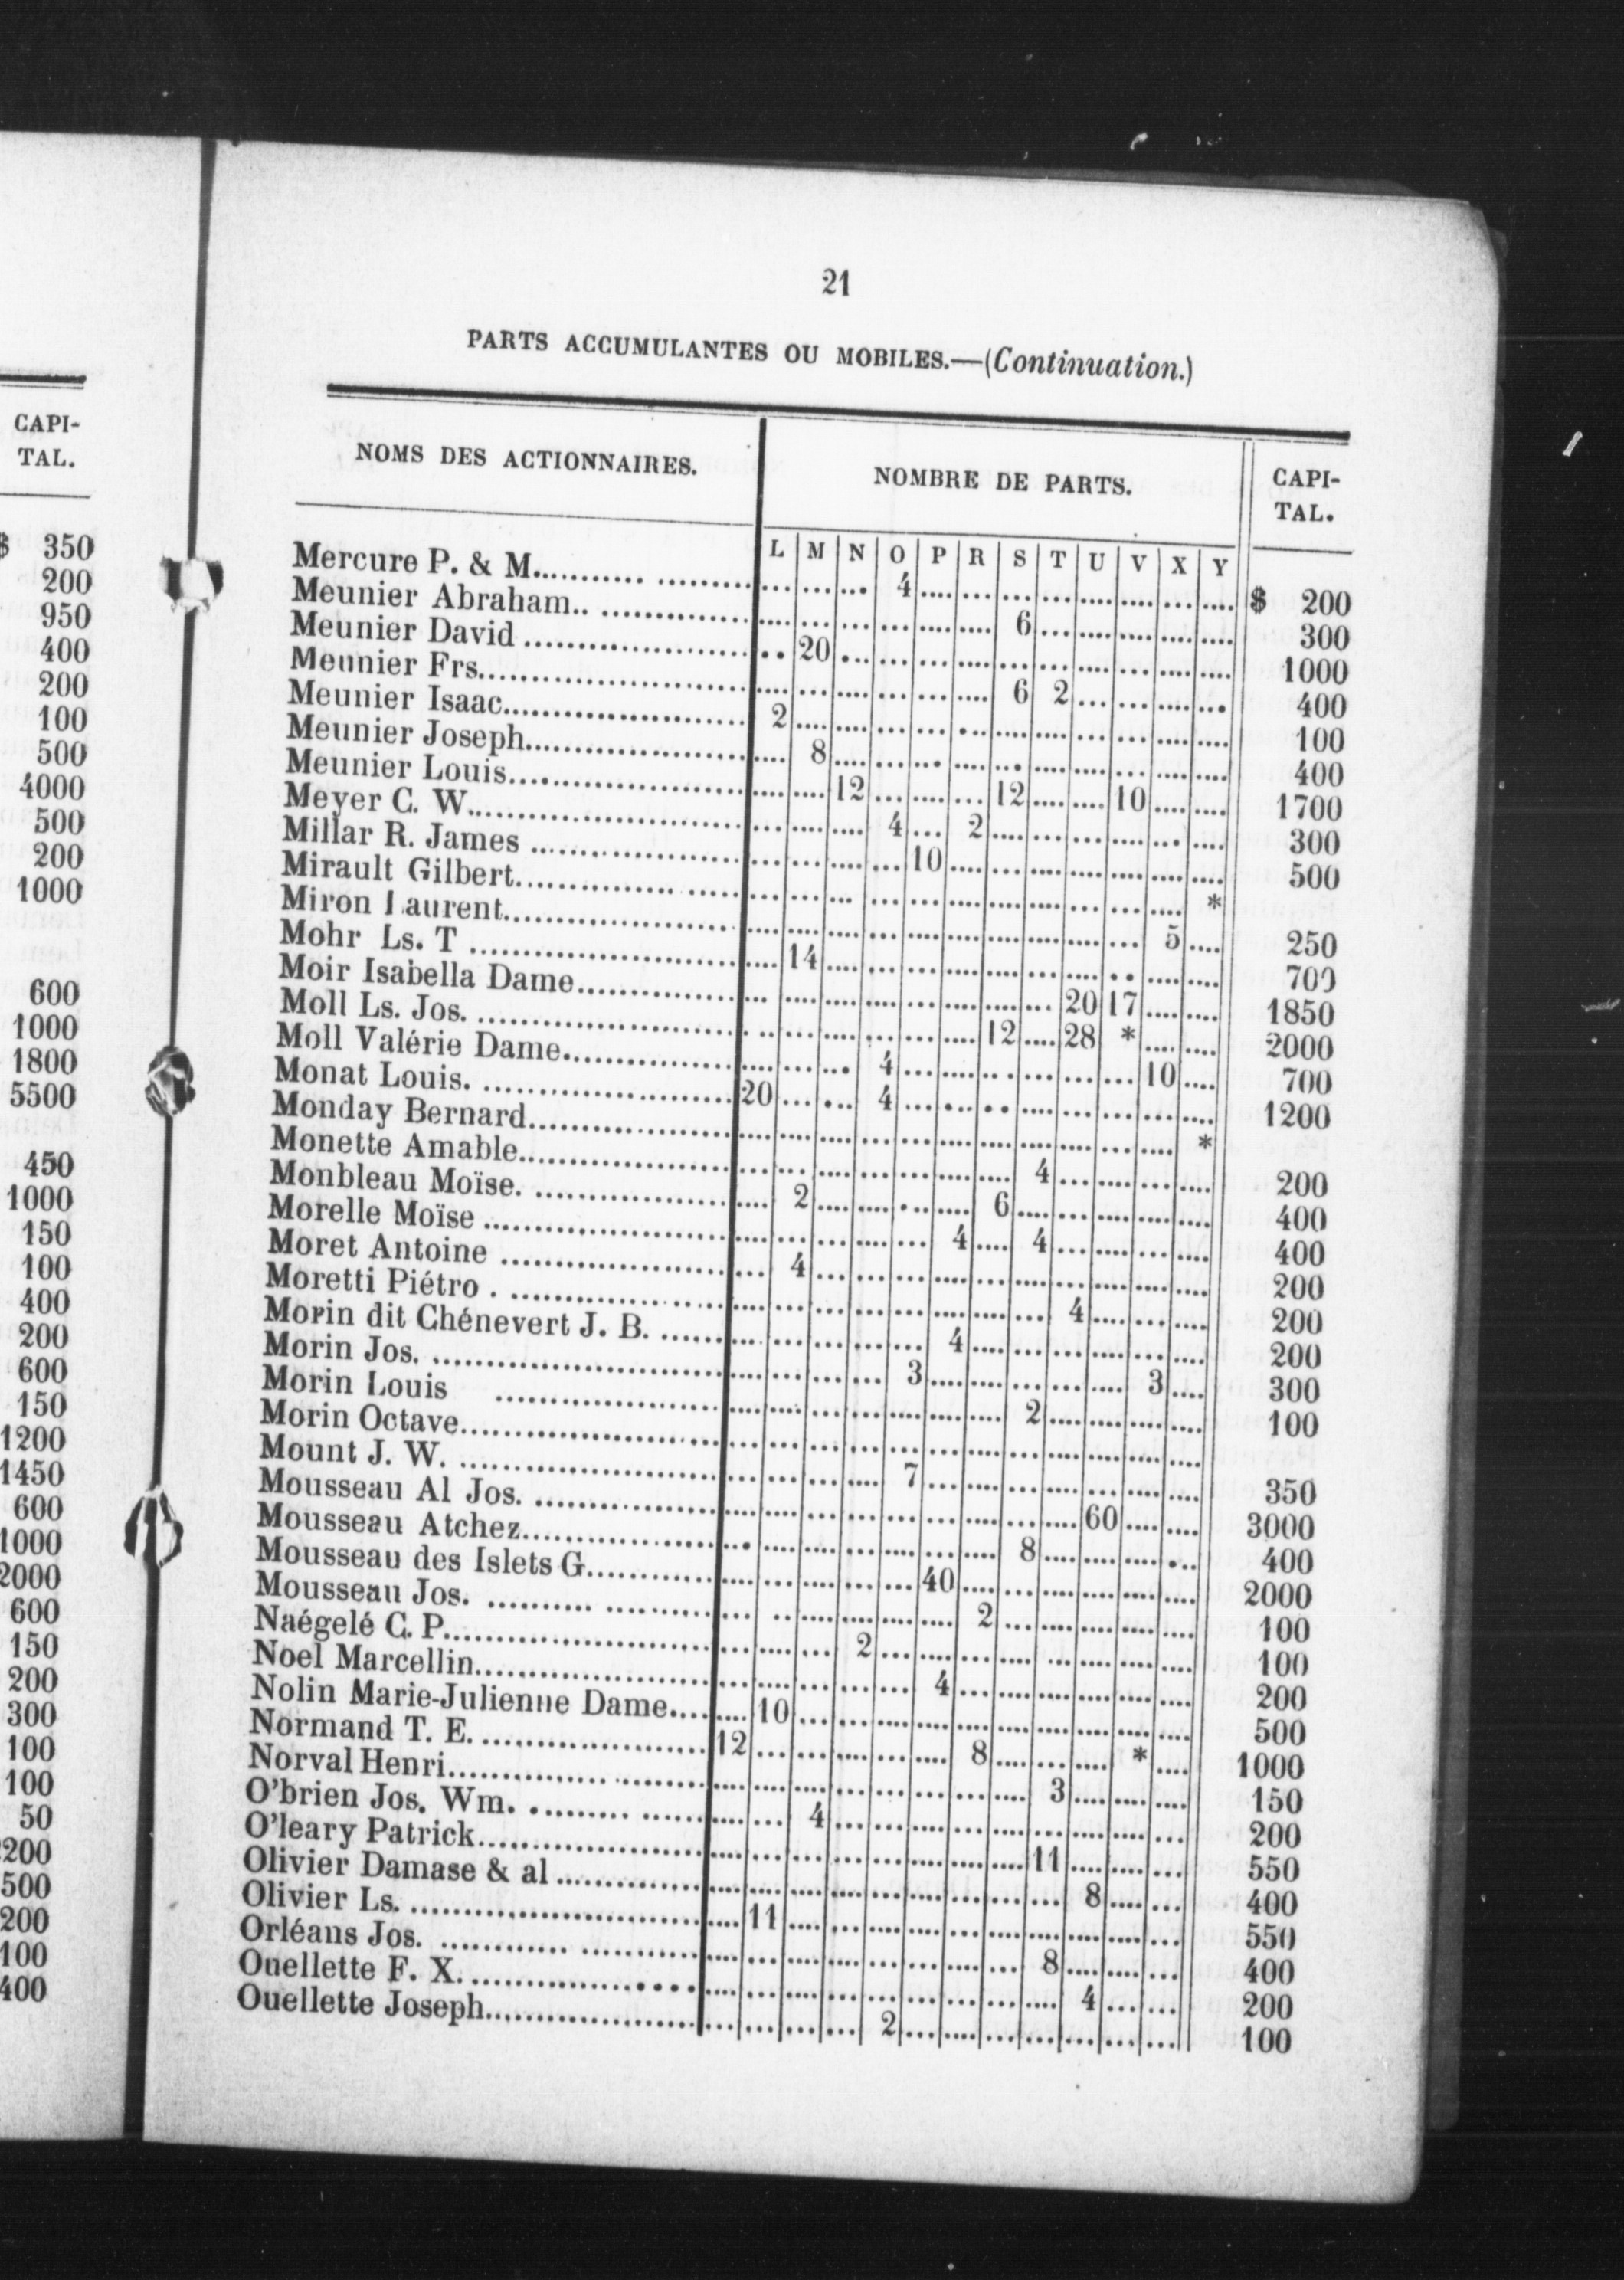 CAPI-
TAL.
$ 350
200
950
400
200
100
500
4000
500
200
1000
600
1000
1800
5500
450
1000
150
100
400
200
600
150
1200
1450
600
1000
2000
600
150
200
300
100
100
50
200
500
200
100
400
21
PARTS ACCUMULANTES OU MOBILES.—(Continuation.)
NOMS DES ACTIONNAIRES. NOMBRE DE PARTS. CAPI-
TAL.
L M N O P R S T U V X Y
Mercure P. & M. 4 $ 200
Meunier Abraham 6 300
Meunier David 20 1000
Meunier Frs. 6 2 400
Meunier Isaac 2 100
Meunier Joseph 8 400
Meunier Louis 12 12 10 1700
Meyer C. W. 4 2 300
Millar R. James 10 500
Mirault Gilbert *
Miron Laurent 5 250
Mohr Ls. T 14 700
Moir Isabella Dame 20 17 1850
Moll Ls. Jos. 12 28 * 2000
Moll Valérie Dame 4 10 700
Monat Louis. 20 4 1200
Monday Bernard *
Monette Amable 4 200
Monbleau Moïse. 2 6 400
Morelle Moïse 4 4 400
Moret Antoine 4 200
Moretti Piétro . 4 200
Morin dit Chénevert J. B. 4 200
Morin Jos. 3 3 300
Morin Louis 2 100
Morin Octave
Mount J. W. 7 350
Mousseau Al Jos. 60 3000
Mousseau Atchez 8 400
Mousseau des Islets G. 40 2000
Mousseau Jos. 2 100
Naégelé C. P. 2 100
Noel Marcellin 4 200
Nolin Marie-Julienne Dame 10 500
Normand T. E. 12 8 * 1000
Norval Henri 3 150
O'brien Jos. Wm. 4 200
O'leary Patrick 11 550
Olivier Damase & al 8 400
Olivier Ls. 11 550
Orléans Jos. 8 400
Ouellette F. X. 4 200
Ouellette Joseph 2 100